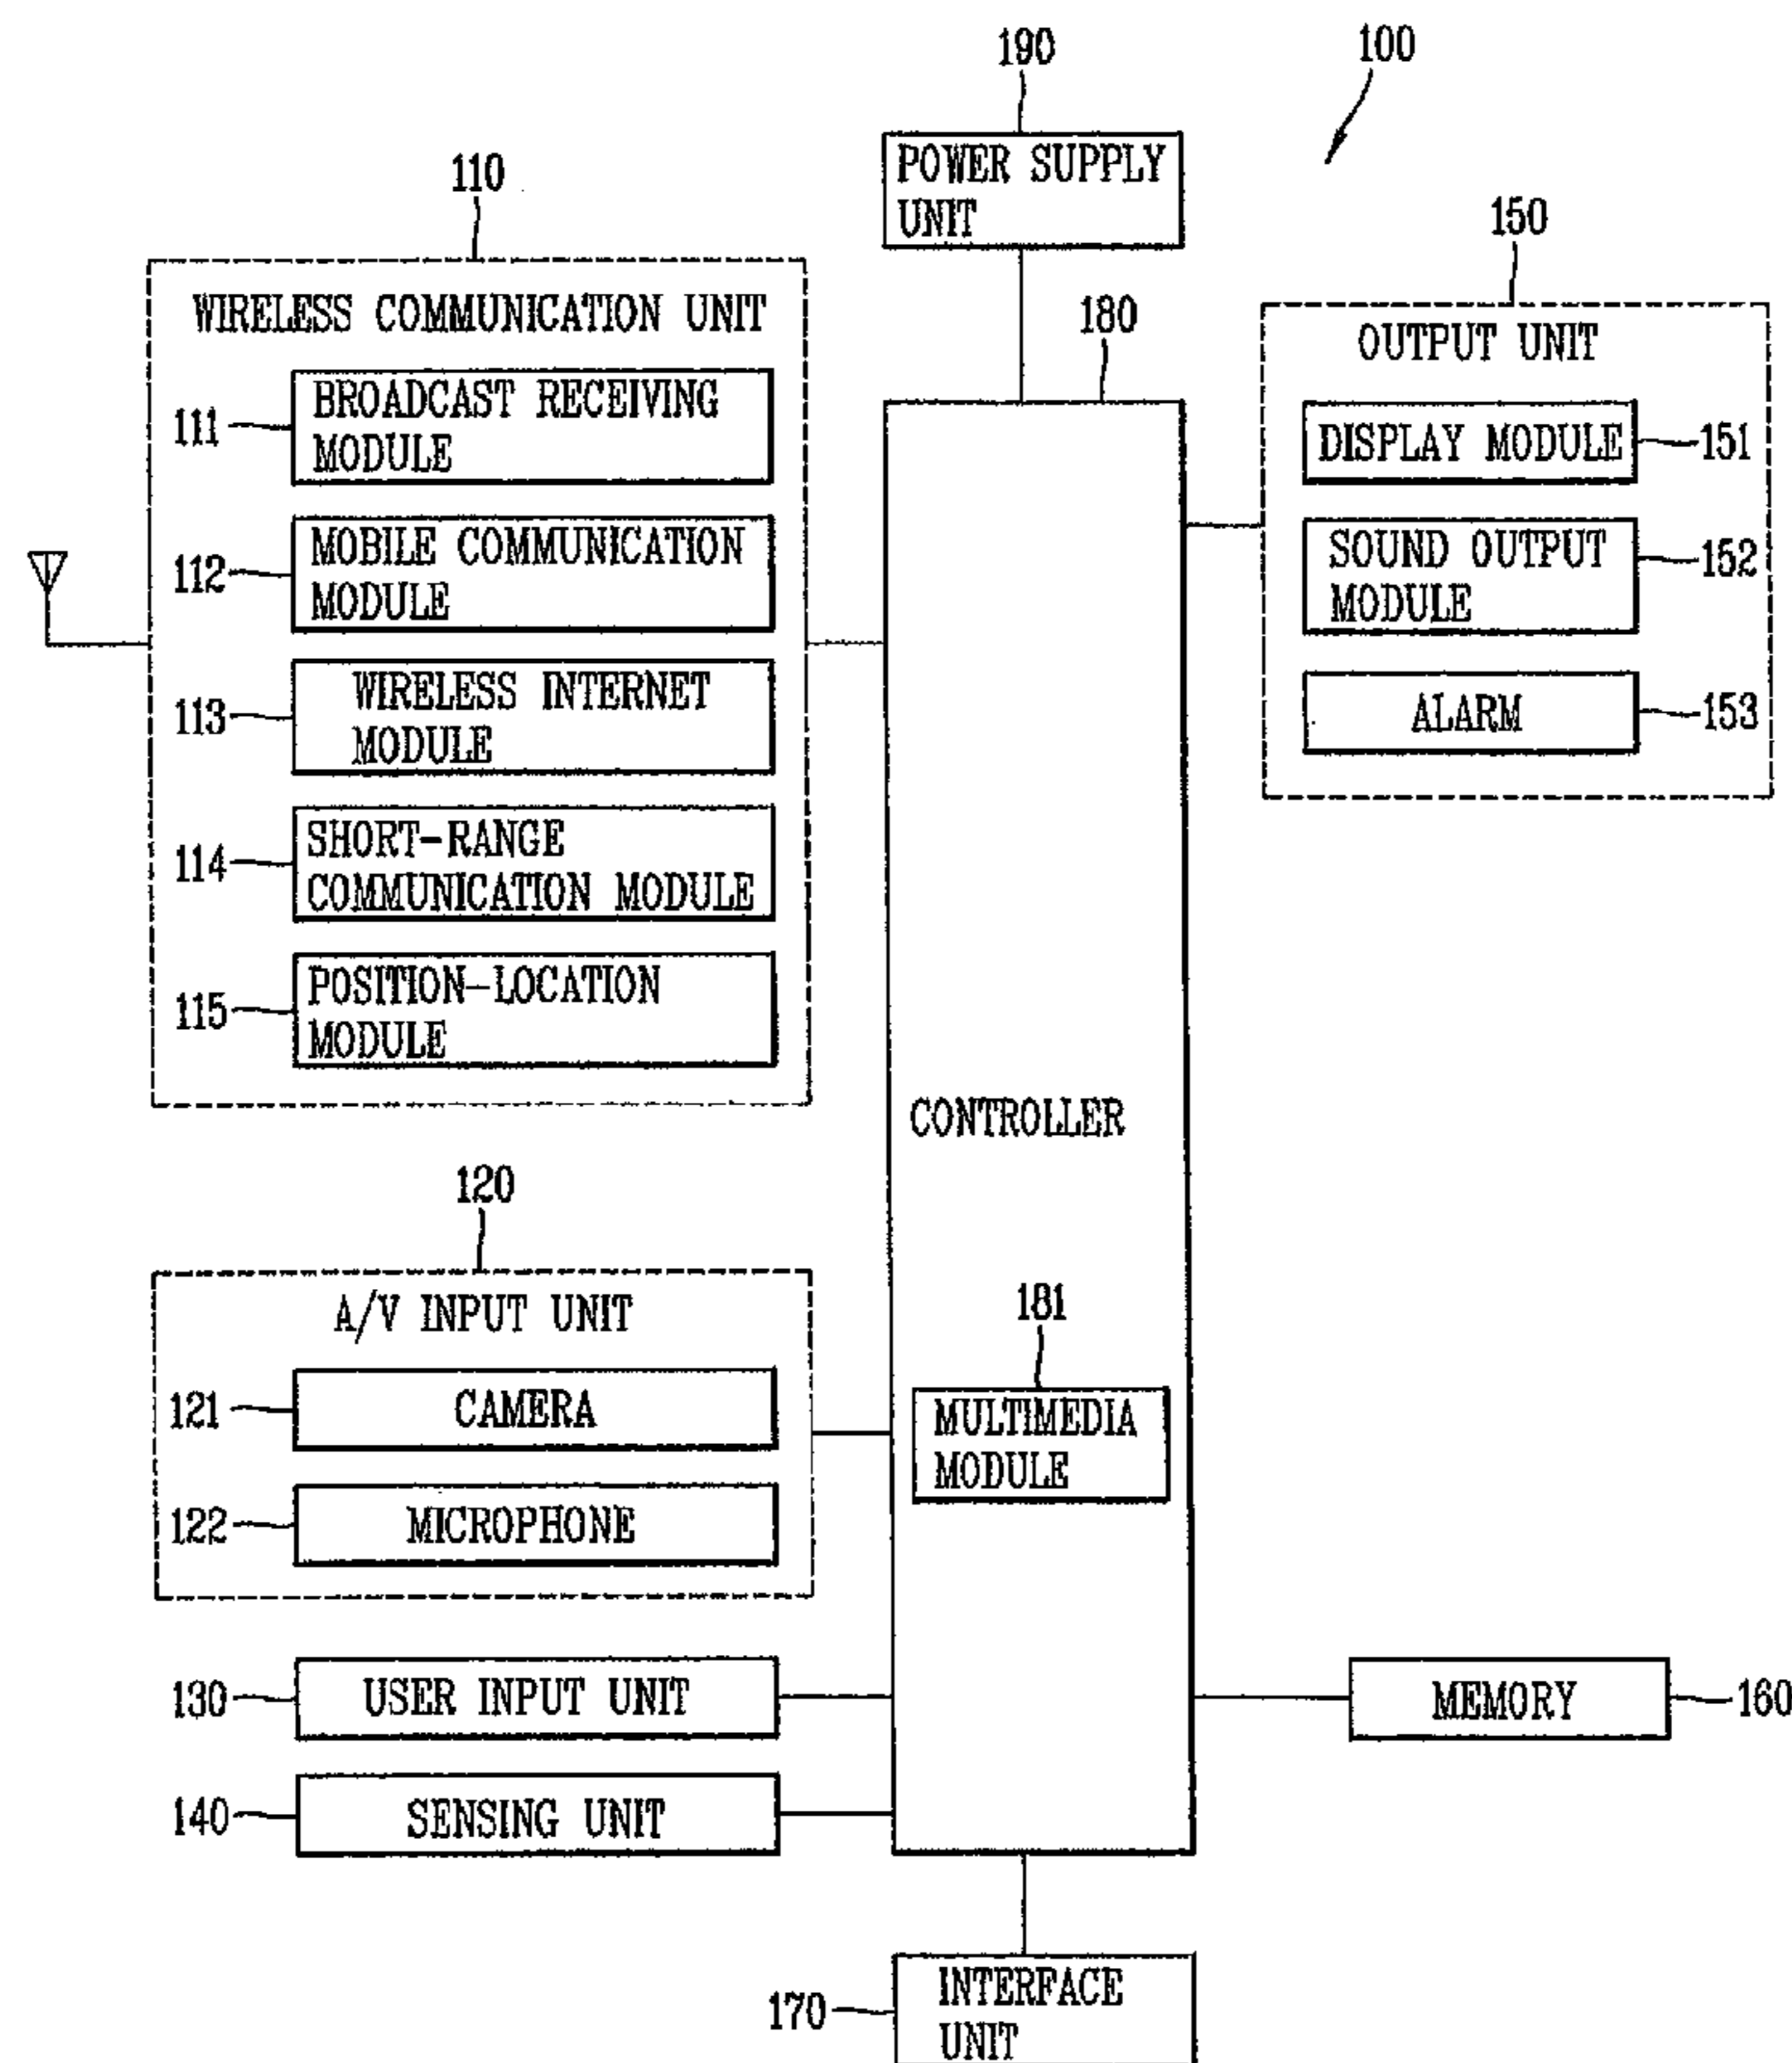 190
100
POWER SUPPLY
UNIT
110
WIRELESS COMMUNICATION UNIT
111
BROADCAST RECEIVING
MODULE
112
MOBILE COMMUNICATION
MODULE
113
WIRELESS INTERNET
MODULE
114
SHORT-RANGE
COMMUNICATION MODULE
115
POSITION-LOCATION
MODULE
180
CONTROLLER
181
MULTIMEDIA
MODULE
150
OUTPUT UNIT
DISPLAY MODULE
151
SOUND OUTPUT
MODULE
152
ALARM
153
120
A/V INPUT UNIT
121
CAMERA
122
MICROPHONE
130
USER INPUT UNIT
140
SENSING UNIT
MEMORY
160
170
INTERFACE
UNIT